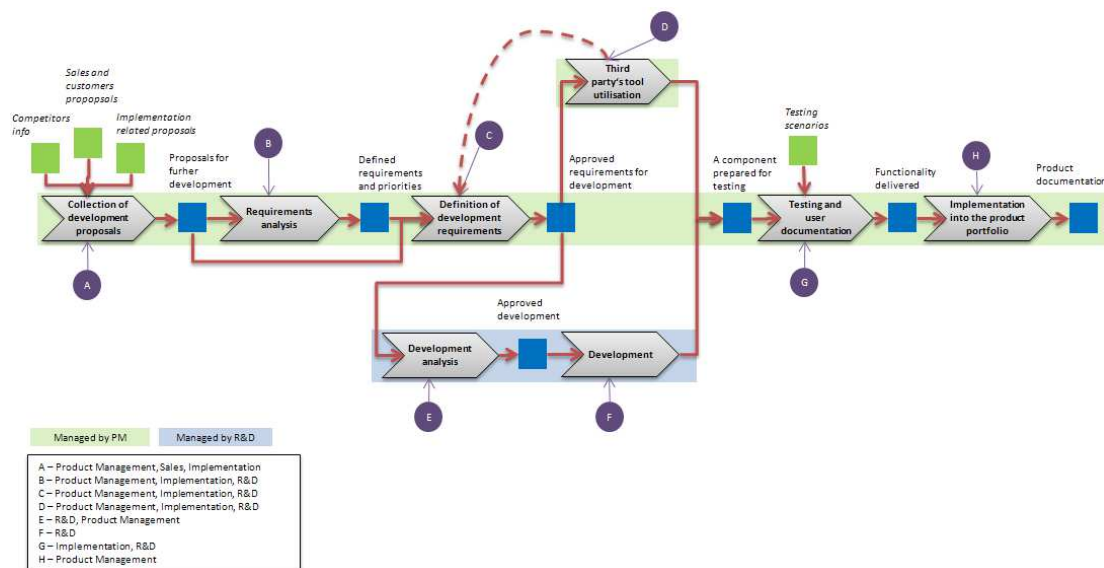 D
Sales and
customers
propopsals
Competitors
info
Implementation
related proposals
Third
party's tool
utilisation
B
C
Testing
scenarios
H
Proposals for
furher
development
Defined
requirements
and priorities
Approved
requirements for
development
A component
prepared for
testing
Functionality
delivered
Product
documentation
Collection of
development
proposals
Requirements
analysis
Definition of
development
requirements
Testing and
user
documentation
Implementation
into the product
portfolio
A
G
Approved
development
Development
analysis
Development
E
F
Managed by PM
Managed by R&D
A – Product Management, Sales, Implementation
B – Product Management, Implementation, R&D
C – Product Management, Implementation, R&D
D – Product Management, Implementation, R&D
E – R&D, Product Management
F – R&D
G – Implementation, R&D
H – Product Management